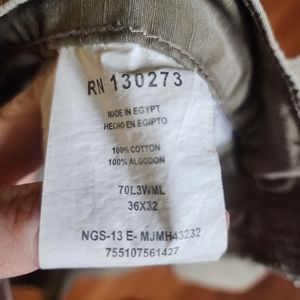 RN 130273
MADE IN EGYPT
HECHO EN EGIPTO
100% COTTON
100% ALGODON
70L3WML
36X32
NGS-13 E- MJMH43232
755107561427